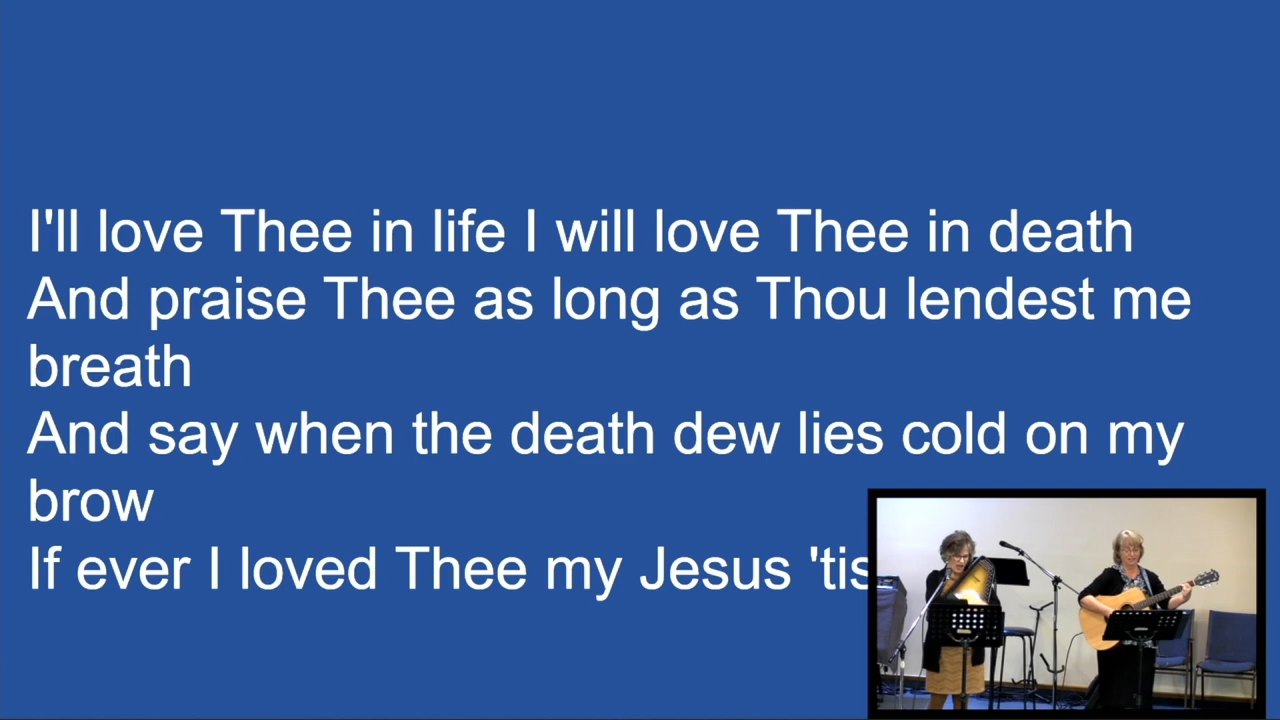 I'll love Thee in life I will love Thee in death
And praise Thee as long as Thou lendest me
breath
And say when the death dew lies cold on my
brow
If ever I loved Thee my Jesus 'tis